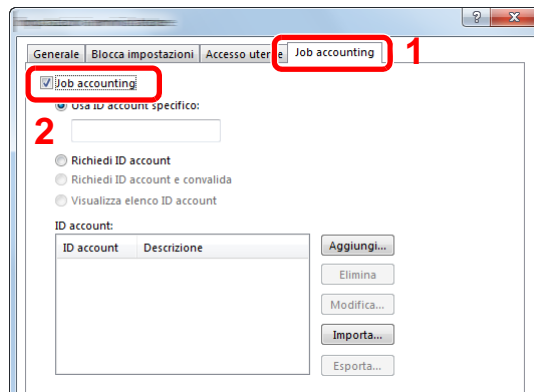 Generale Blocca impostazioni Accesso utente Job accounting 1
Job accounting
Usa ID account specifico:
2
Richiedi ID account
Richiedi ID account e convalida
Visualizza elenco ID account
ID account:
ID account Descrizione
Aggiungi...
Elimina
Modifica...
Importa...
Esporta...